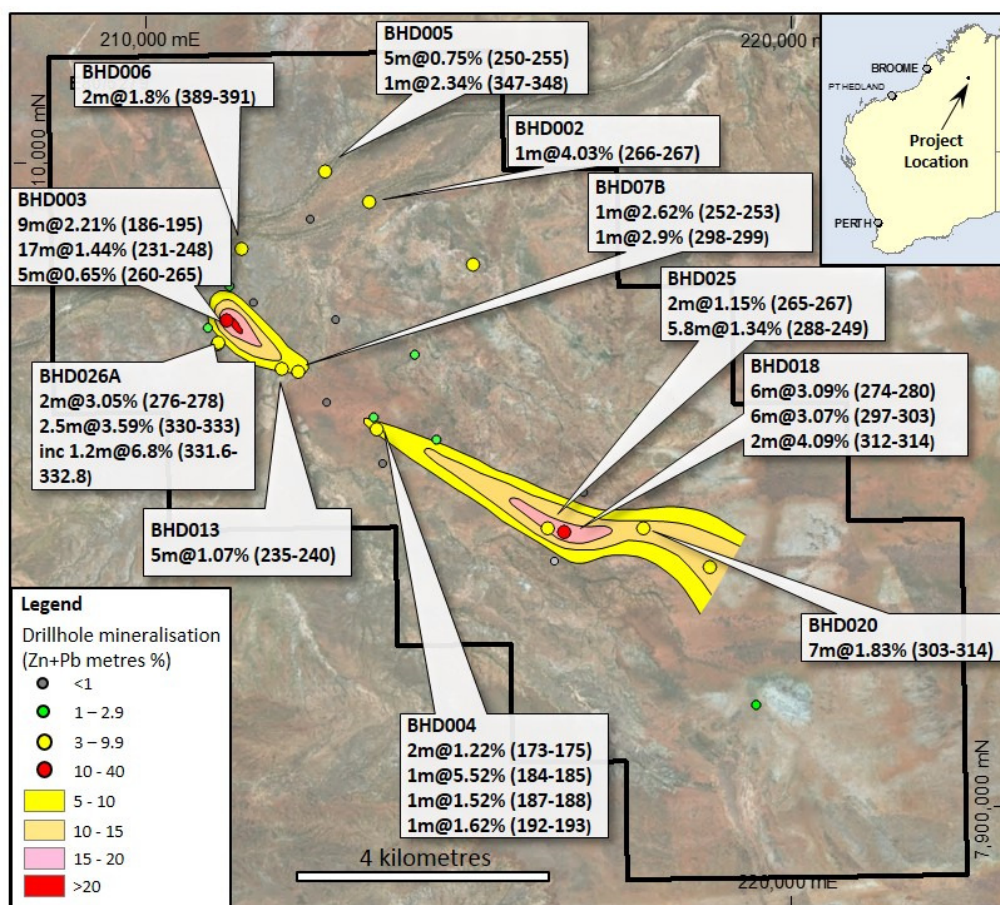 210,000 mE
220,000 mE
BHD005
5m@0.75% (250-255)
1m@2.34% (347-348)
BHD006
2m@1.8% (389-391)
BHD002
1m@4.03% (266-267)
BROOME
PT HEDLAND
Project
Location
PERTH
10,000 mN
BHD003
9m@2.21% (186-195)
17m@1.44% (231-248)
5m@0.65% (260-265)
BHD07B
1m@2.62% (252-253)
1m@2.9% (298-299)
BHD025
2m@1.15% (265-267)
5.8m@1.34% (288-249)
BHD018
6m@3.09% (274-280)
6m@3.07% (297-303)
2m@4.09% (312-314)
BHD026A
2m@3.05% (276-278)
2.5m@3.59% (330-333)
inc 1.2m@6.8% (331.6-
332.8)
BHD013
5m@1.07% (235-240)
BHD020
7m@1.83% (303-314)
BHD004
2m@1.22% (173-175)
1m@5.52% (184-185)
1m@1.52% (187-188)
1m@1.62% (192-193)
Legend
Drillhole mineralisation
(Zn+Pb metres %)
<1
1 – 2.9
3 – 9.9
10 - 40
5 - 10
10 - 15
15 - 20
>20
4 kilometres
7,900,000 mN
220,000 mE